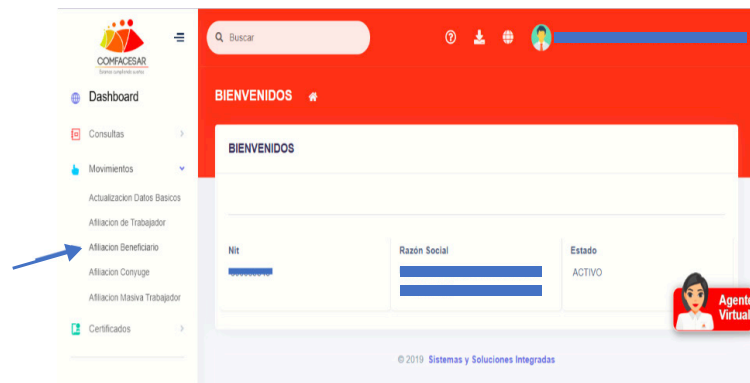 COMFACESAR
Buscar
Dashboard
BIENVENIDOS
Consultas
BIENVENIDOS
Movimientos
Actualizacion Datos Basicos
Afiliacion de Trabajador
Afiliacion Beneficiario
Nit
Razón Social
Estado
Afiliacion Conyuge
ACTIVO
Afiliacion Masiva Trabajador
Agente
Virtual
Certificados
© 2019 Sistemas y Soluciones Integradas